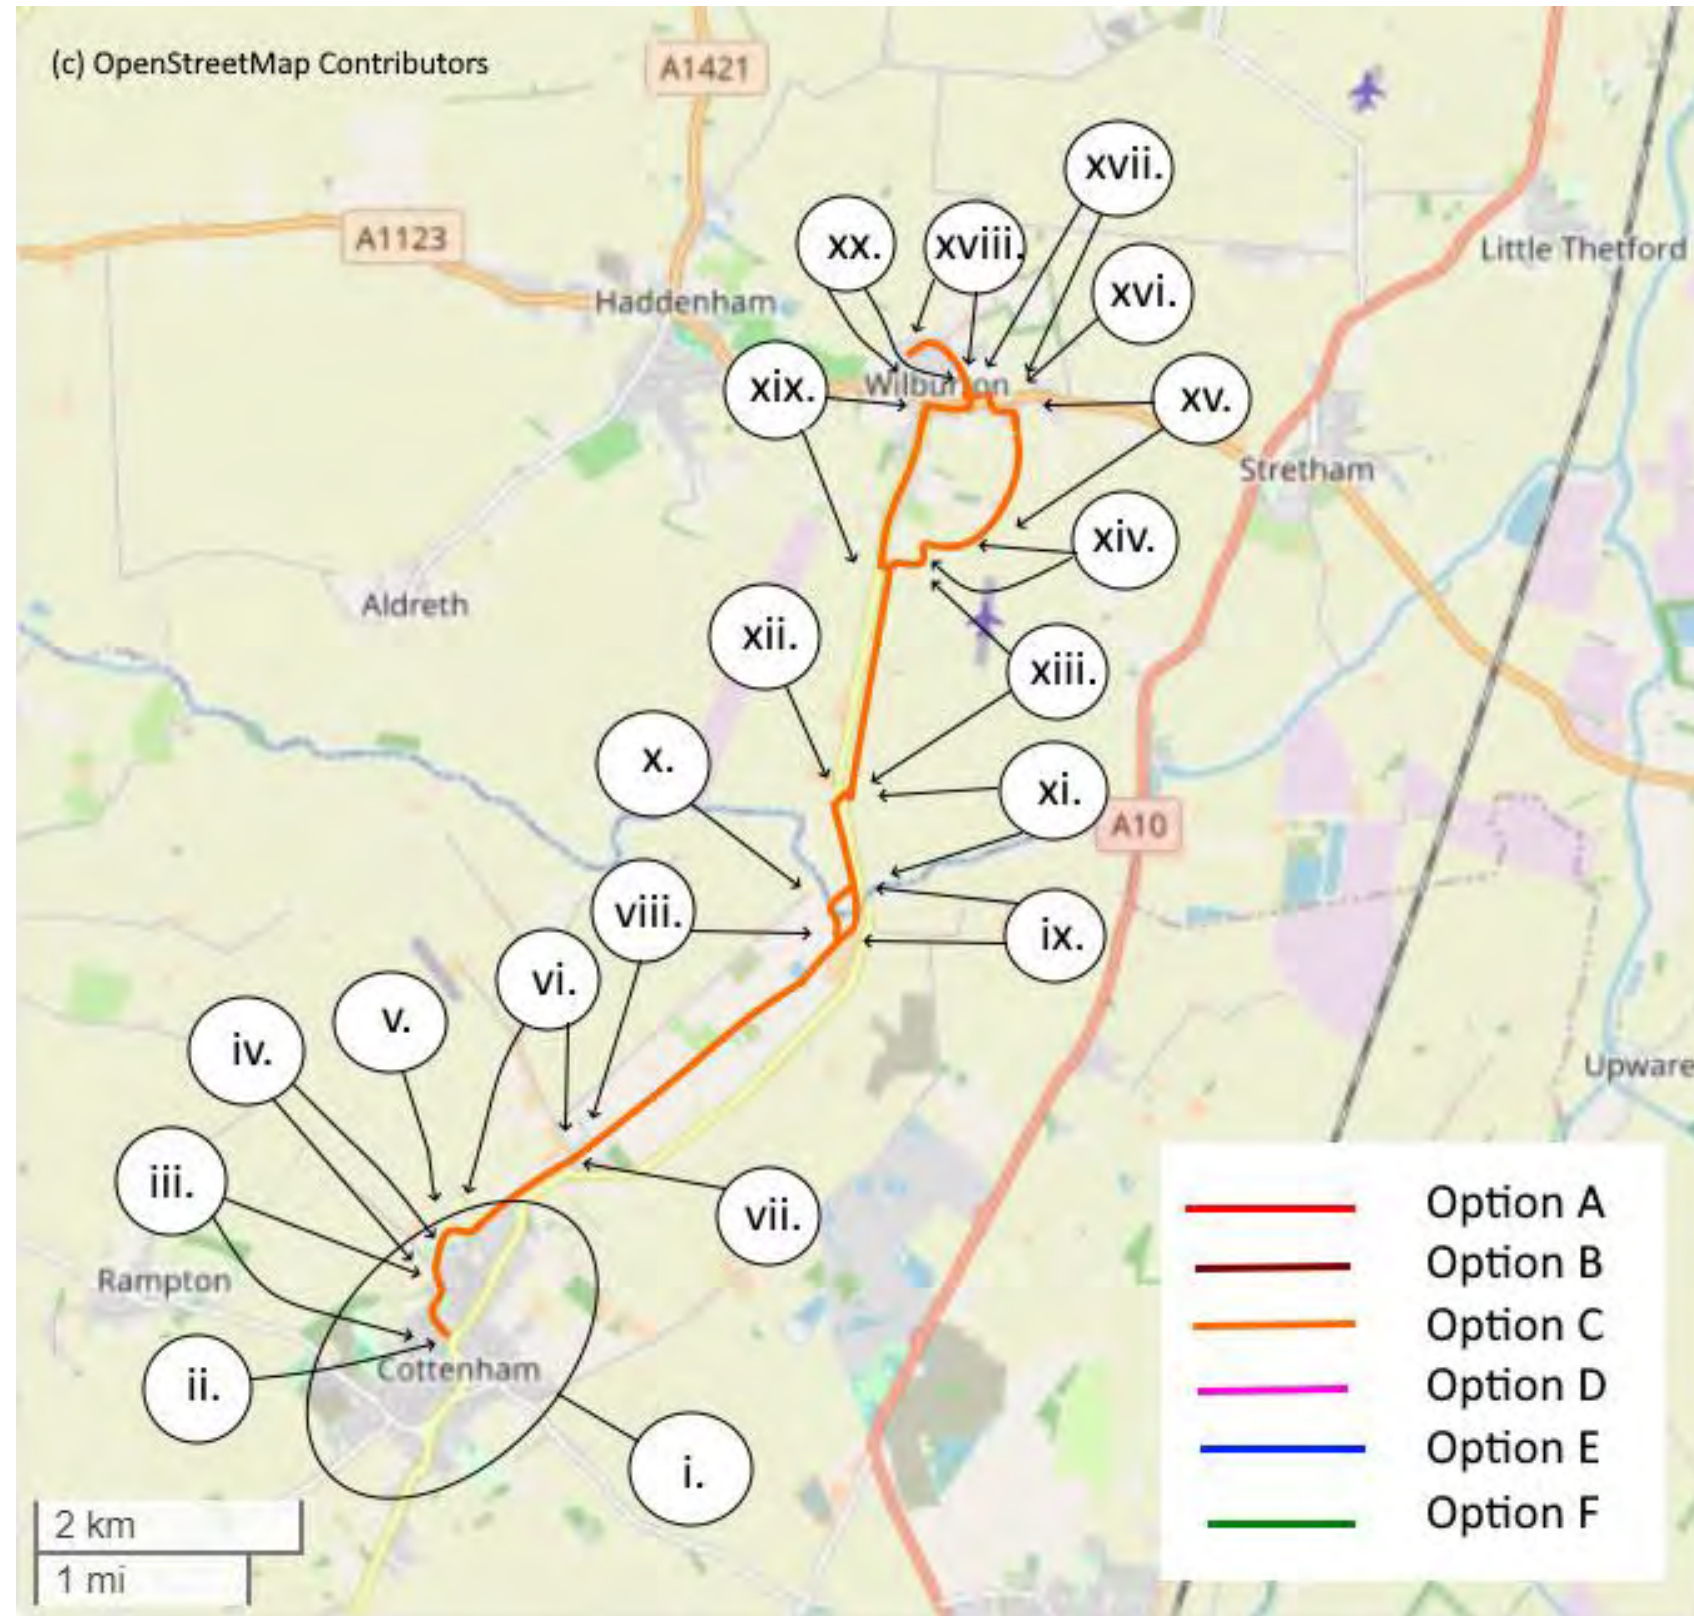 (c) OpenStreetMap Contributors
A1421
xvii.
A1123
xx.
xviii.
Little Thetford
Haddenham
xvi.
xix.
Wilburton
xv.
Stretham
xiv.
Aldreth
xii.
xiii.
x.
xi.
A10
viii.
ix.
vi.
v.
iv.
Upware
iii.
vii.
Option A
Rampton
Option B
Option C
ii.
Cottenham
Option D
i.
Option E
2 km
Option F
1 mi